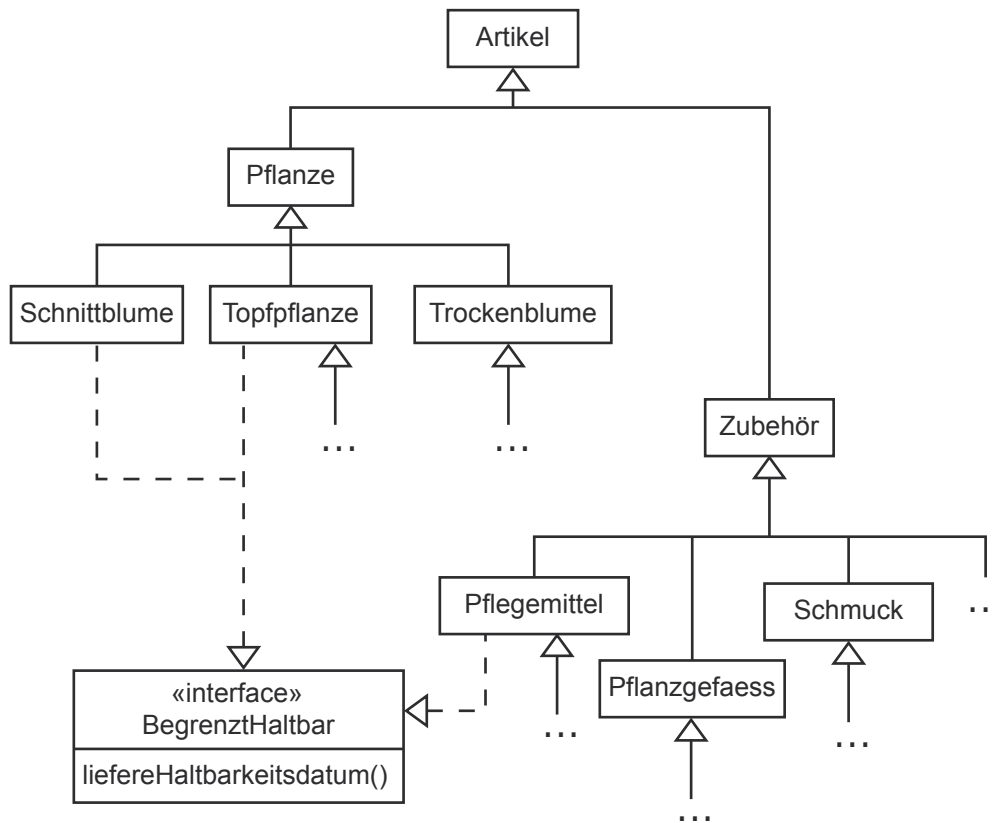 Artikel
Pflanze
Schnittblume
Topfpflanze
Trockenblume
...
...
Zubehör
Pflegemittel
Schmuck
...
Pflanzgefaess
«interface»
BegrenztHaltbar
...
...
liefereHaltbarkeitsdatum()
...